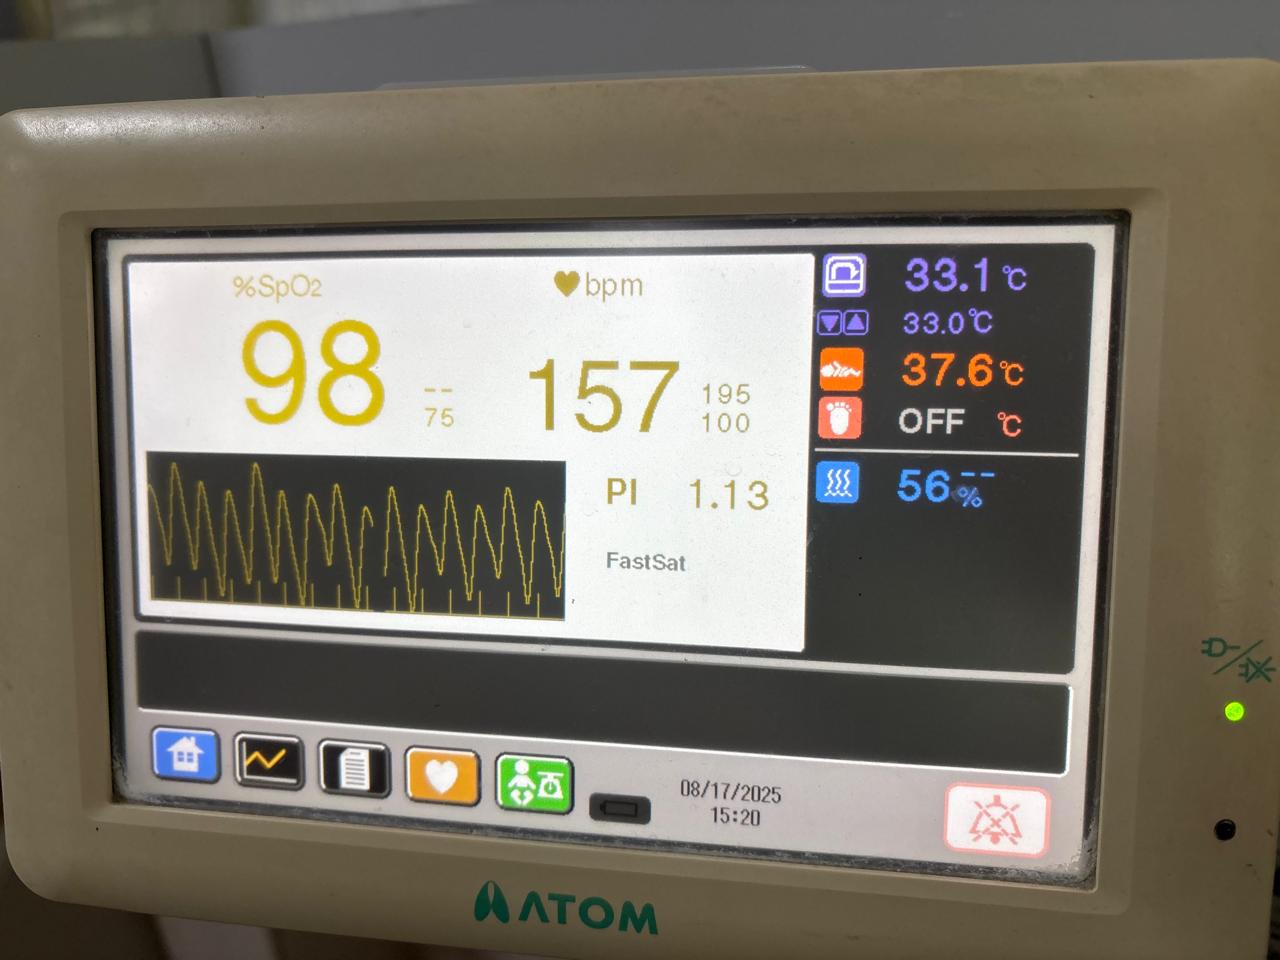 %SpO2
98
--
75
bpm
157
195
100
PI 1.13
FastSat
33.1 °C
33.0 °C
37.6 °C
OFF °C
56 --
%
08/17/2025
15:20
ATOM